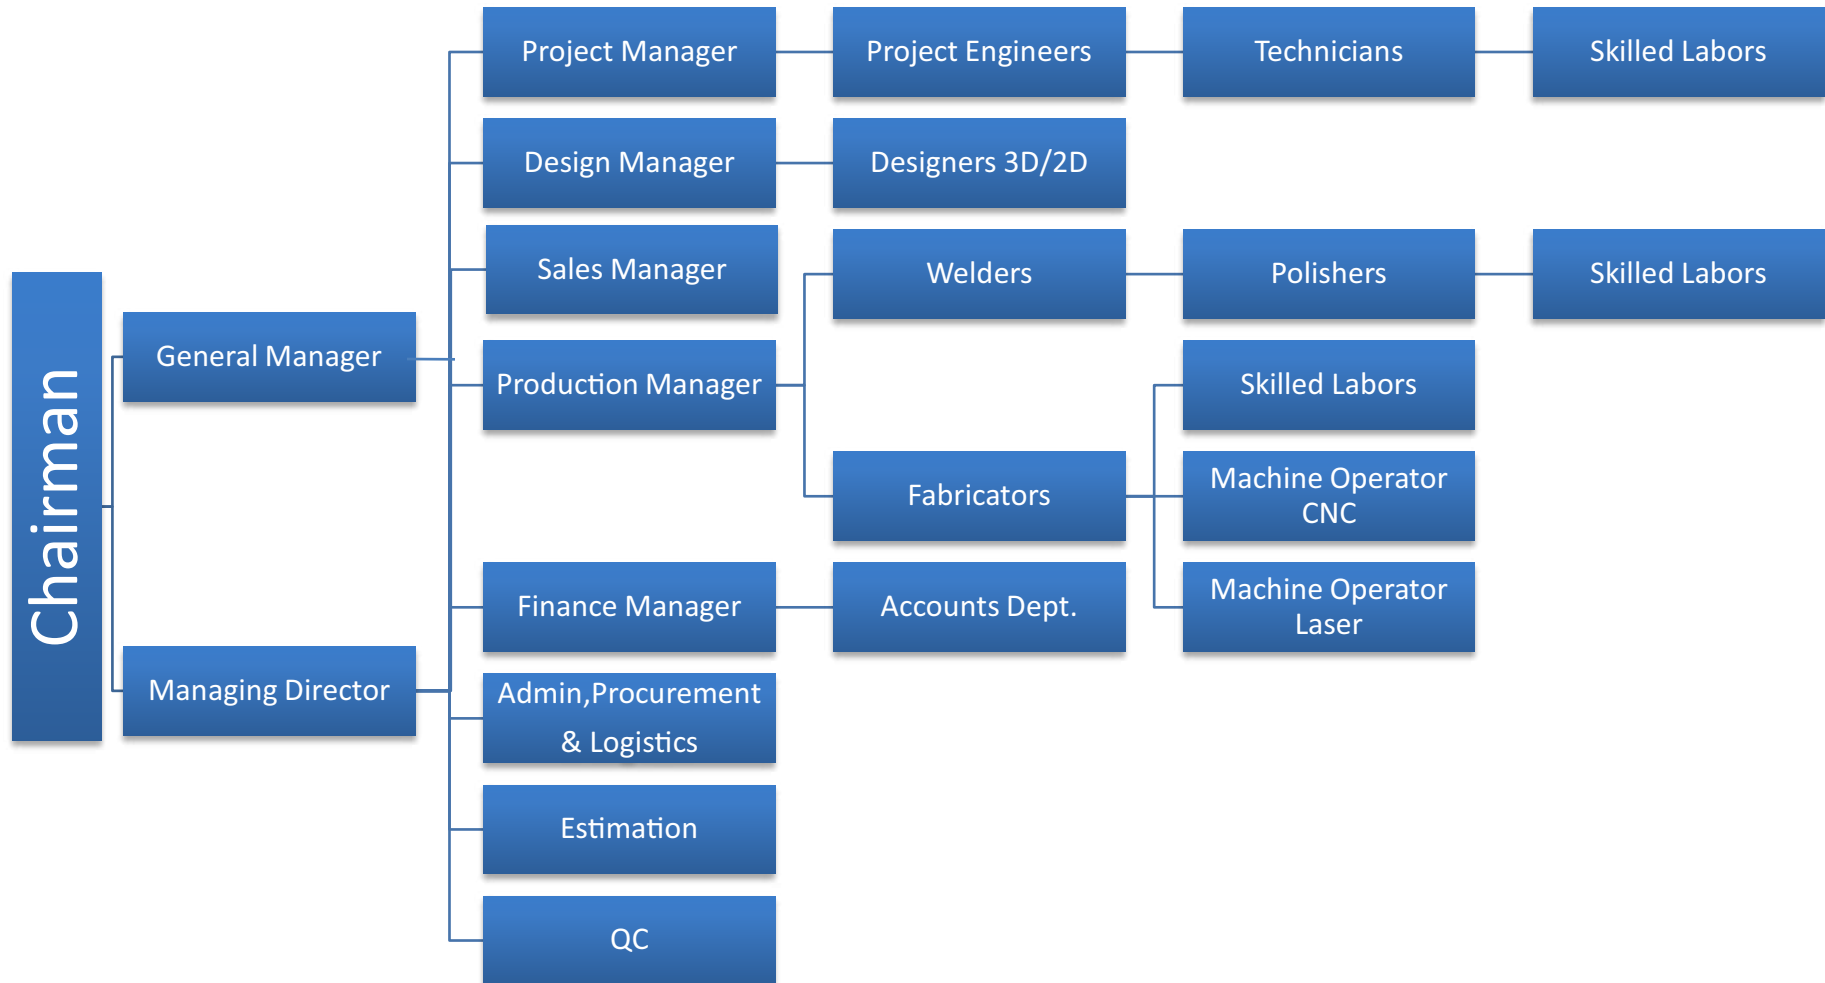 Project Manager
Project Engineers
Technicians
Skilled Labors
Design Manager
Designers 3D/2D
Sales Manager
Welders
Polishers
Skilled Labors
Chairman
General Manager
Production Manager
Skilled Labors
Fabricators
Machine Operator
CNC
Finance Manager
Accounts Dept.
Machine Operator
Laser
Managing Director
Admin,Procurement
& Logistics
Estimation
QC